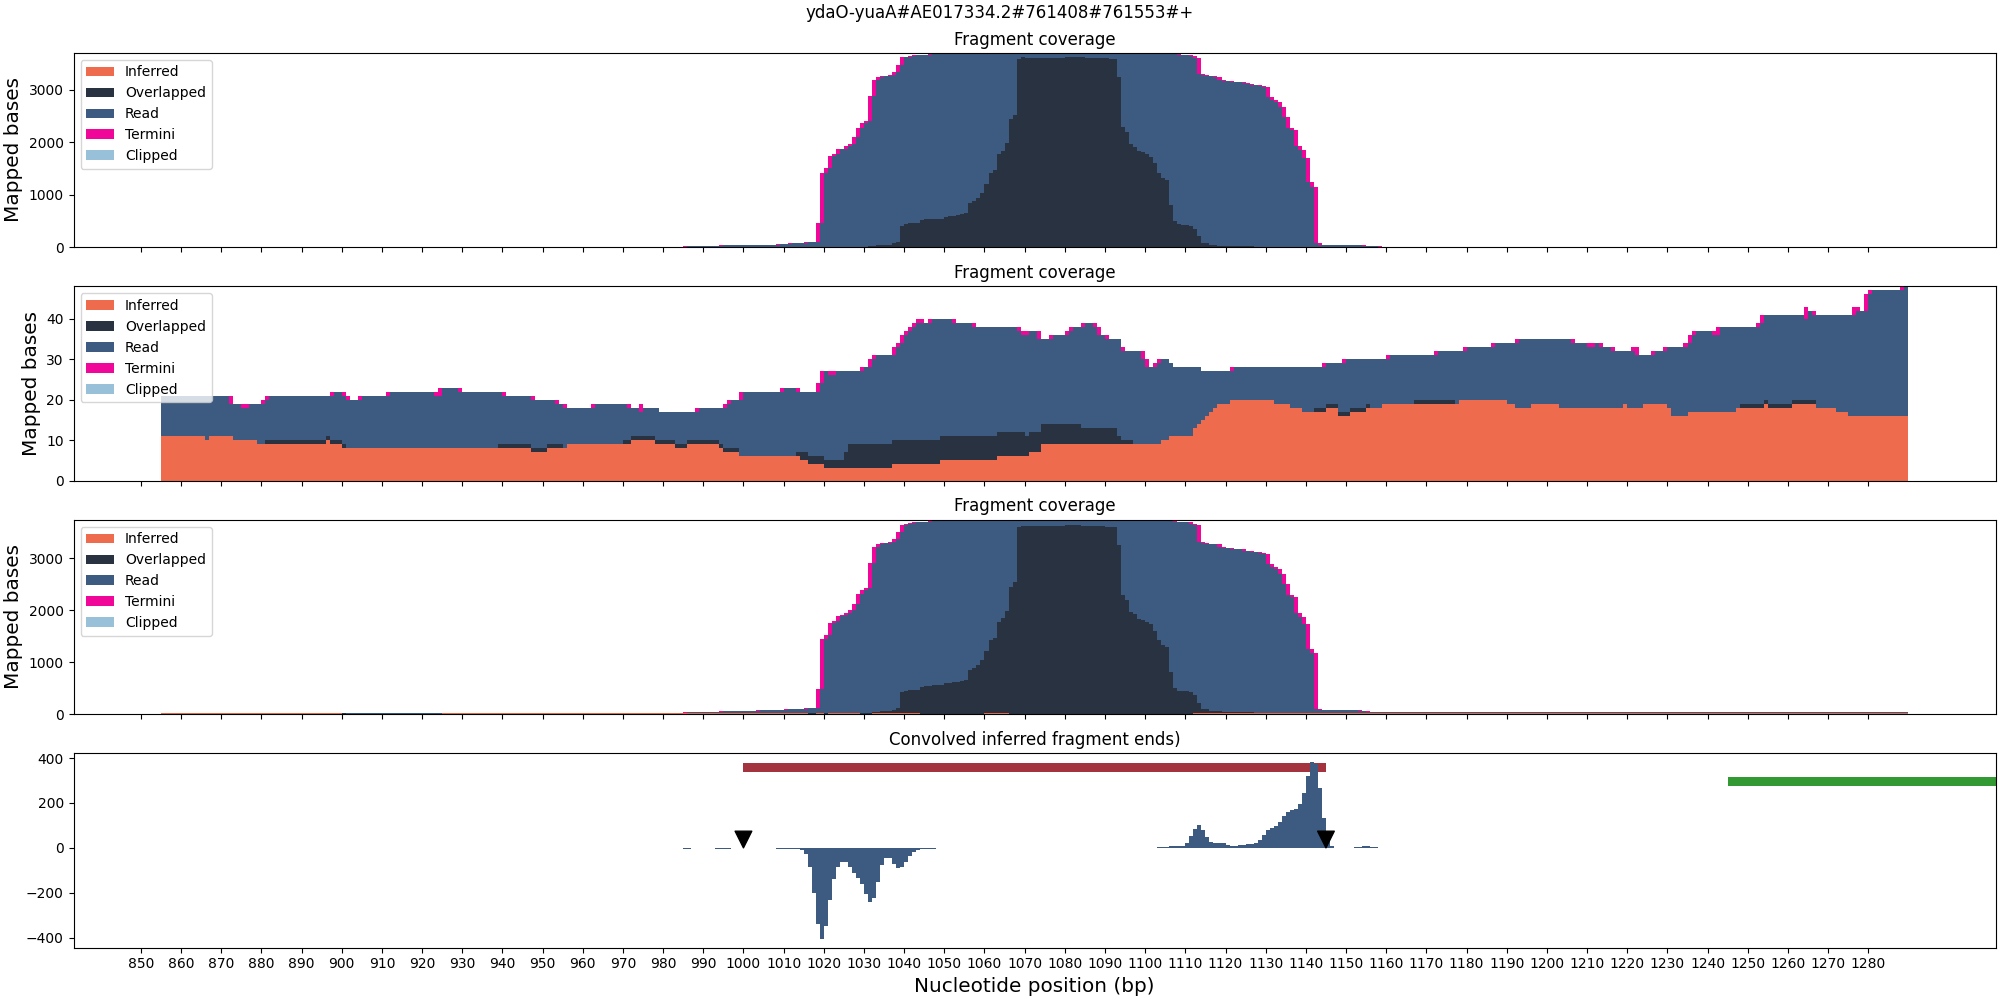 ydaO-yuaA#AE017334.2#761408#761553#+
Fragment coverage
Mapped bases
3000
2000
1000
0
Inferred
Overlapped
Read
Termini
Clipped
Fragment coverage
Mapped bases
40
30
20
10
0
Inferred
Overlapped
Read
Termini
Clipped
Fragment coverage
Mapped bases
3000
2000
1000
0
Inferred
Overlapped
Read
Termini
Clipped
Convolved inferred fragment ends)
400
200
0
−200
−400
850 860 870 880 890 900 910 920 930 940 950 960 970 980 990 1000 1010 1020 1030 1040 1050 1060 1070 1080 1090 1100 1110 1120 1130 1140 1150 1160 1170 1180 1190 1200 1210 1220 1230 1240 1250 1260 1270 1280
Nucleotide position (bp)